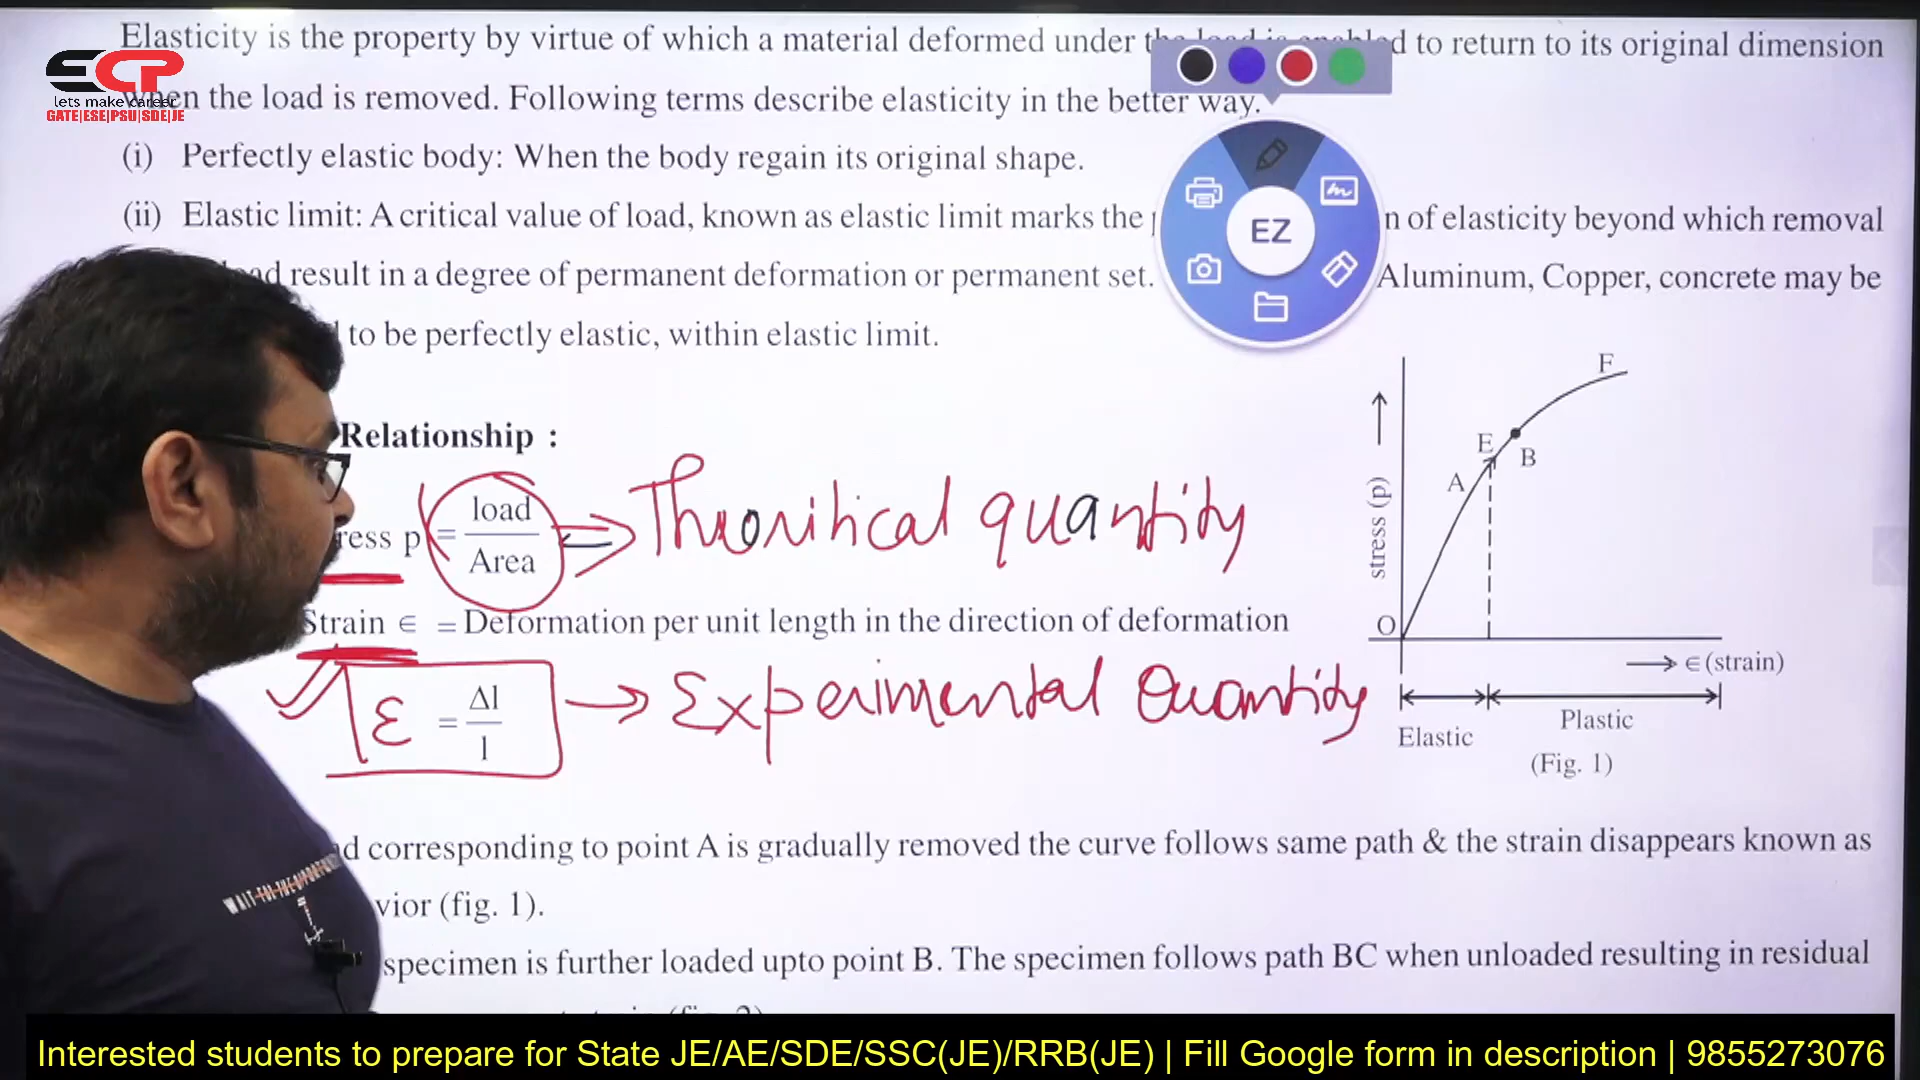 Elasticity is the property by virtue of which a material deformed under to return to its original dimension
ECP
lets make career
GATE|ESE|PSU|SDE|JE
when the load is removed. Following terms describe elasticity in the better way.
(i) Perfectly elastic body: When the body regain its original shape.
(ii) Elastic limit: A critical value of load, known as elastic limit marks the n of elasticity beyond which removal
EZ
result in a degree of permanent deformation or permanent set. Aluminum, Copper, concrete may be
to be perfectly elastic, within elastic limit.
Relationship :
ress p = load / Area ⇒ Theoritical quantity
Strain ∈ = Deformation per unit length in the direction of deformation
ε = Δl / l → Experimental Quantity
F
E
B
A
stress (p)
O
→ ∈ (strain)
Elastic
Plastic
(Fig. 1)
d corresponding to point A is gradually removed the curve follows same path & the strain disappears known as
vior (fig. 1).
specimen is further loaded upto point B. The specimen follows path BC when unloaded resulting in residual
Interested students to prepare for State JE/AE/SDE/SSC(JE)/RRB(JE) | Fill Google form in description | 9855273076